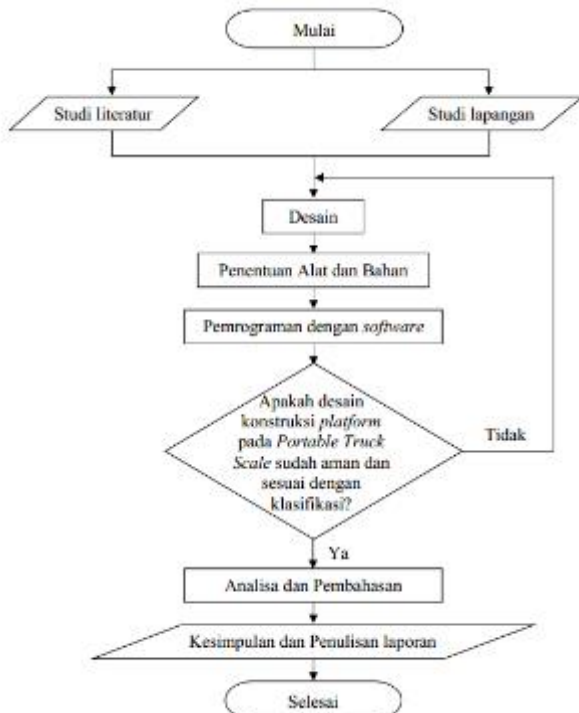 Mulai
Studi literatur
Studi lapangan
Desain
Penentuan Alat dan Bahan
Pemrograman dengan software
Apakah desain
konstruksi platform
pada Portable Truck
Scale sudah aman dan
sesuai dengan
klasifikasi?
Tidak
Ya
Analisa dan Pembahasan
Kesimpulan dan Penulisan laporan
Selesai